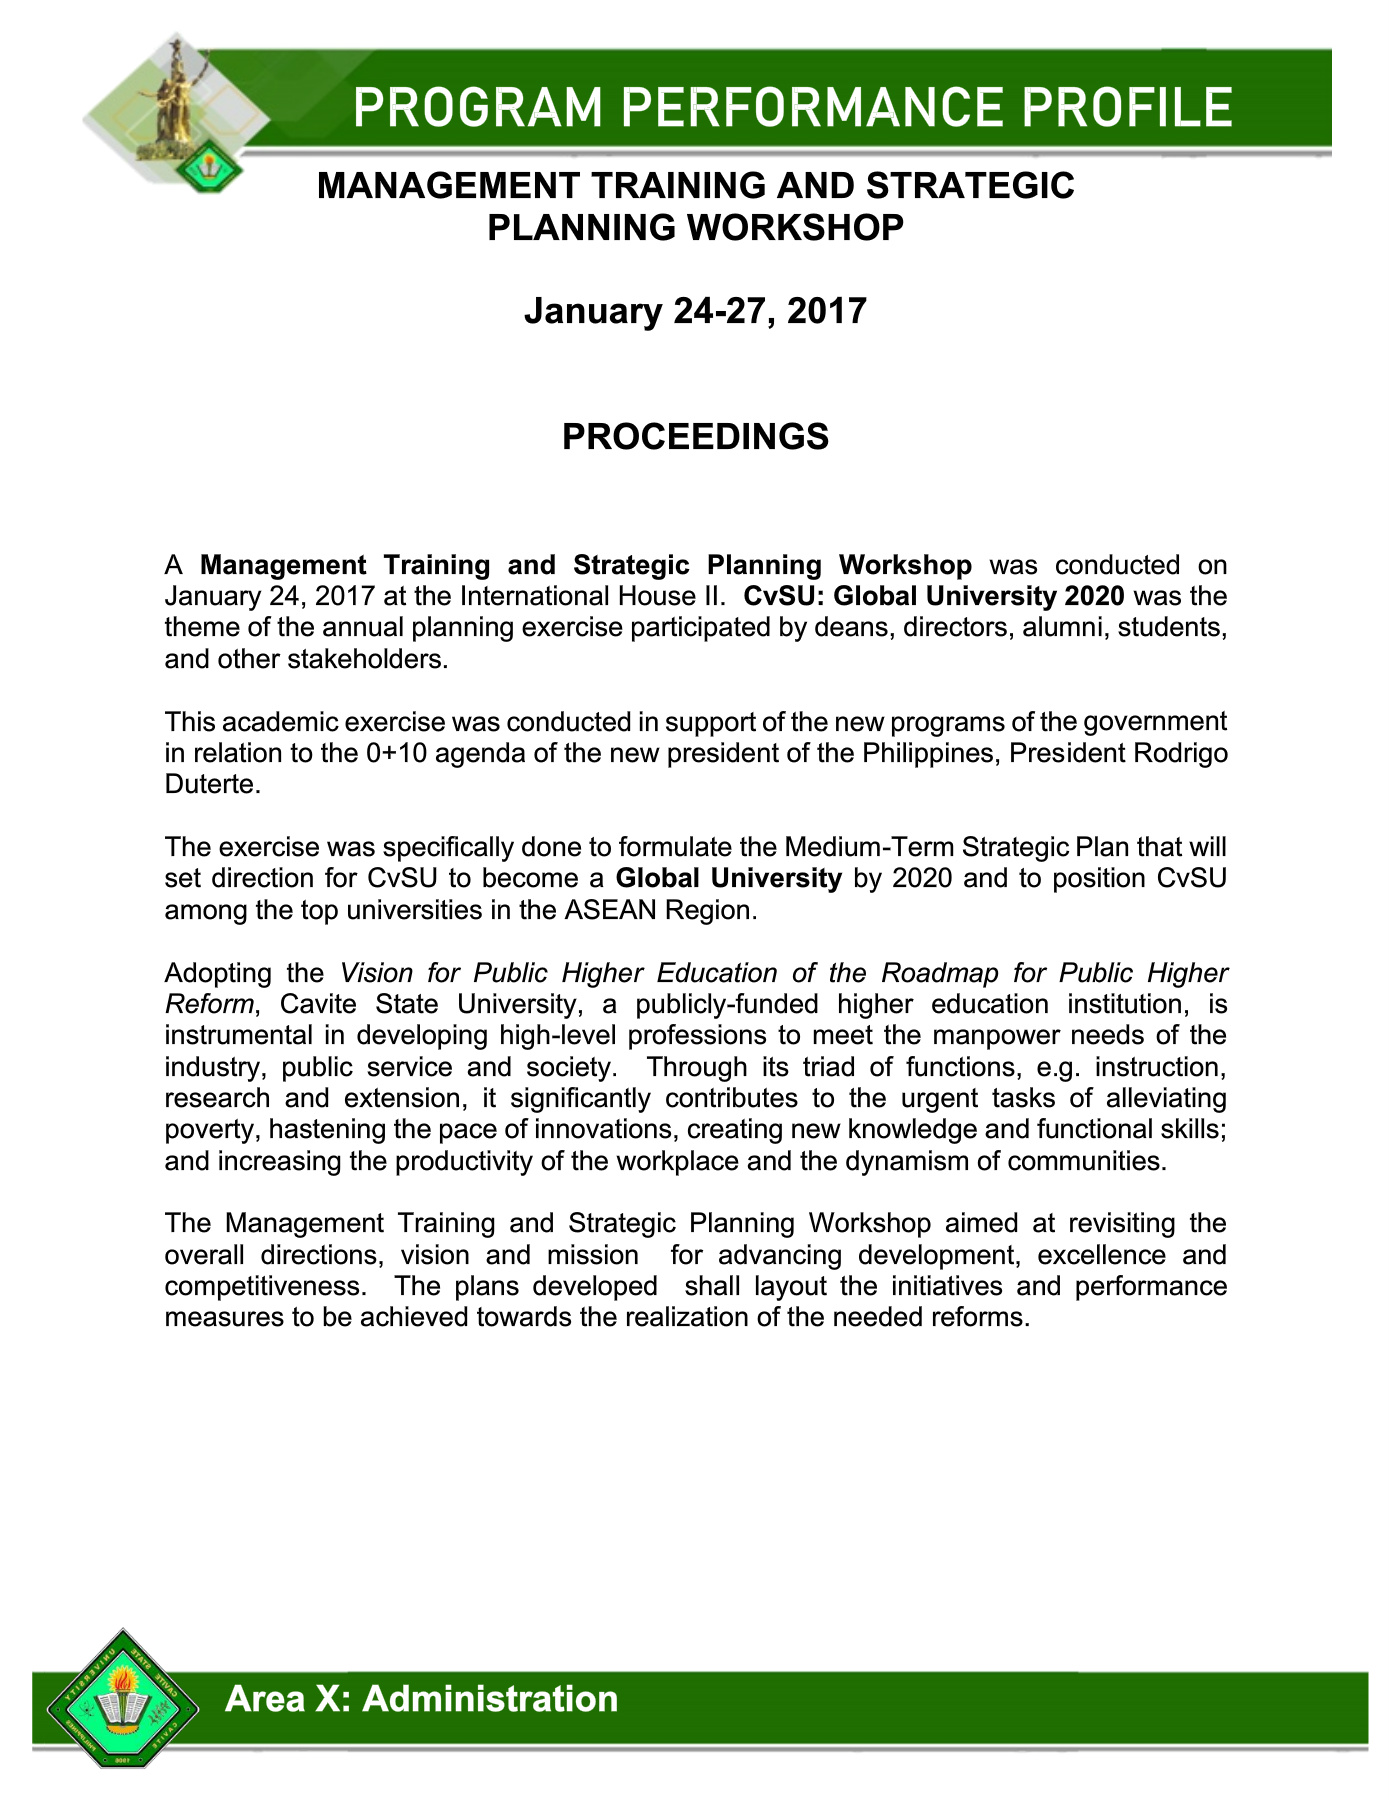 PROGRAM PERFORMANCE PROFILE
MANAGEMENT TRAINING AND STRATEGIC
PLANNING WORKSHOP
January 24-27, 2017
PROCEEDINGS
A Management Training and Strategic Planning Workshop was conducted on
January 24, 2017 at the International House II.  CvSU: Global University 2020 was the
theme of the annual planning exercise participated by deans, directors, alumni, students,
and other stakeholders.
This academic exercise was conducted in support of the new programs of the government
in relation to the 0+10 agenda of the new president of the Philippines, President Rodrigo
Duterte.
The exercise was specifically done to formulate the Medium-Term Strategic Plan that will
set direction for CvSU to become a Global University by 2020 and to position CvSU
among the top universities in the ASEAN Region.
Adopting the Vision for Public Higher Education of the Roadmap for Public Higher
Reform, Cavite State University, a publicly-funded higher education institution, is
instrumental in developing high-level professions to meet the manpower needs of the
industry, public service and society.  Through its triad of functions, e.g. instruction,
research and extension, it significantly contributes to the urgent tasks of alleviating
poverty, hastening the pace of innovations, creating new knowledge and functional skills;
and increasing the productivity of the workplace and the dynamism of communities.
The Management Training and Strategic Planning Workshop aimed at revisiting the
overall directions, vision and mission  for advancing development, excellence and
competitiveness.  The plans developed  shall layout the initiatives and performance
measures to be achieved towards the realization of the needed reforms.
CAVITE STATE UNIVERSITY
CAVITE
PHILIPPINES
1906
Area X: Administration